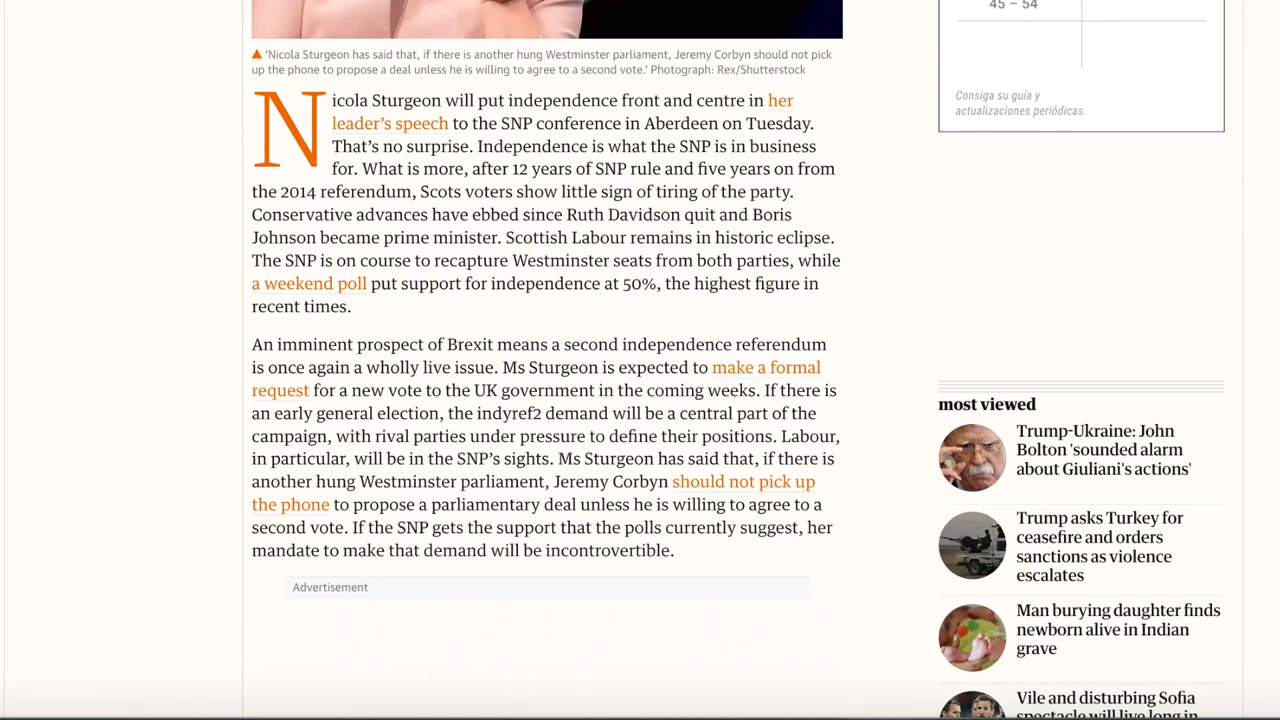 45 – 54
Consiga su guía y
actualizaciones periódicas.
'Nicola Sturgeon has said that, if there is another hung Westminster parliament, Jeremy Corbyn should not pick
up the phone to propose a deal unless he is willing to agree to a second vote.' Photograph: Rex/Shutterstock
Nicola Sturgeon will put independence front and centre in her
leader’s speech to the SNP conference in Aberdeen on Tuesday.
That’s no surprise. Independence is what the SNP is in business
for. What is more, after 12 years of SNP rule and five years on from
the 2014 referendum, Scots voters show little sign of tiring of the party.
Conservative advances have ebbed since Ruth Davidson quit and Boris
Johnson became prime minister. Scottish Labour remains in historic eclipse.
The SNP is on course to recapture Westminster seats from both parties, while
a weekend poll put support for independence at 50%, the highest figure in
recent times.
An imminent prospect of Brexit means a second independence referendum
is once again a wholly live issue. Ms Sturgeon is expected to make a formal
request for a new vote to the UK government in the coming weeks. If there is
an early general election, the indyref2 demand will be a central part of the
campaign, with rival parties under pressure to define their positions. Labour,
in particular, will be in the SNP’s sights. Ms Sturgeon has said that, if there is
another hung Westminster parliament, Jeremy Corbyn should not pick up
the phone to propose a parliamentary deal unless he is willing to agree to a
second vote. If the SNP gets the support that the polls currently suggest, her
mandate to make that demand will be incontrovertible.
Advertisement
most viewed
Trump-Ukraine: John
Bolton 'sounded alarm
about Giuliani's actions'
Trump asks Turkey for
ceasefire and orders
sanctions as violence
escalates
Man burying daughter finds
newborn alive in Indian
grave
Vile and disturbing Sofia
spectacle will live long in